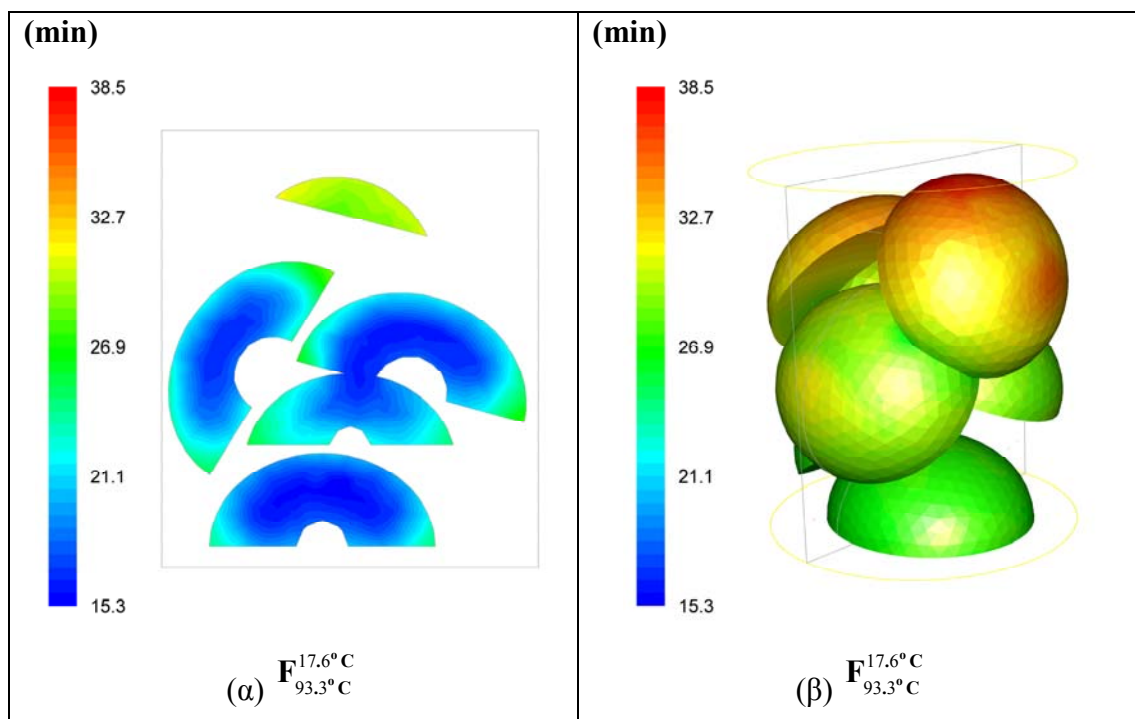 (min)
38.5
32.7
26.9
21.1
15.3
(α) F 17.6° C 93.3° C
(min)
38.5
32.7
26.9
21.1
15.3
(β) F 17.6° C 93.3° C